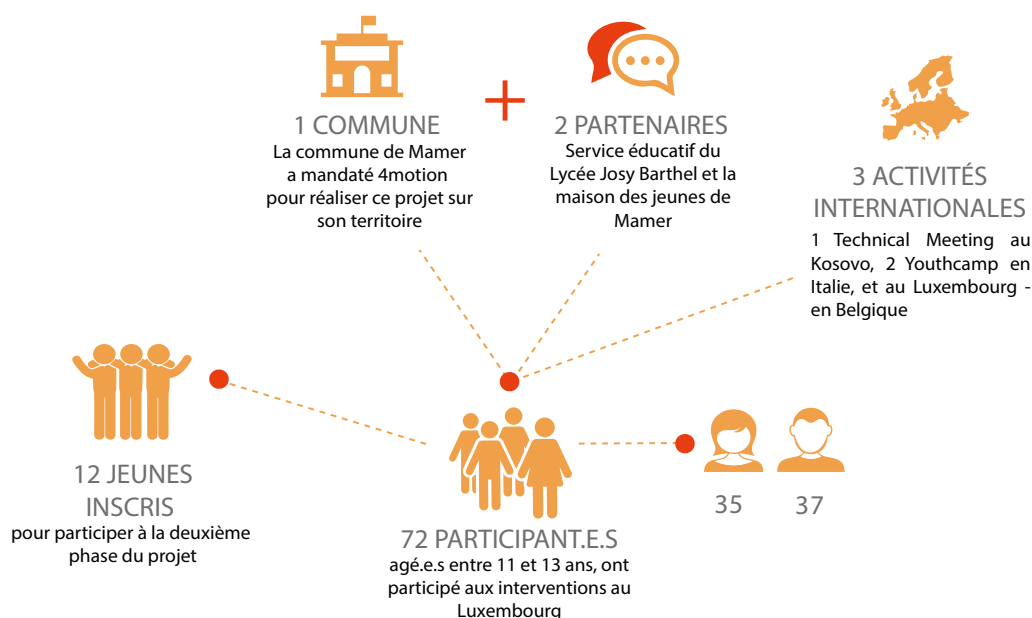 1 COMMUNE
La commune de Mamer
a mandaté 4motion
pour réaliser ce projet sur
son territoire
2 PARTENAIRES
Service éducatif du
Lycée Josy Barthel et la
maison des jeunes de
Mamer
3 ACTIVITÉS
INTERNATIONALES
1 Technical Meeting au
Kosovo, 2 Youthcamp en
Italie, et au Luxembourg -
en Belgique
12 JEUNES
INSCRIS
pour participer à la deuxième
phase du projet
72 PARTICIPANT.E.S
agé.e.s entre 11 et 13 ans, ont
participé aux interventions au
Luxembourg
35
37